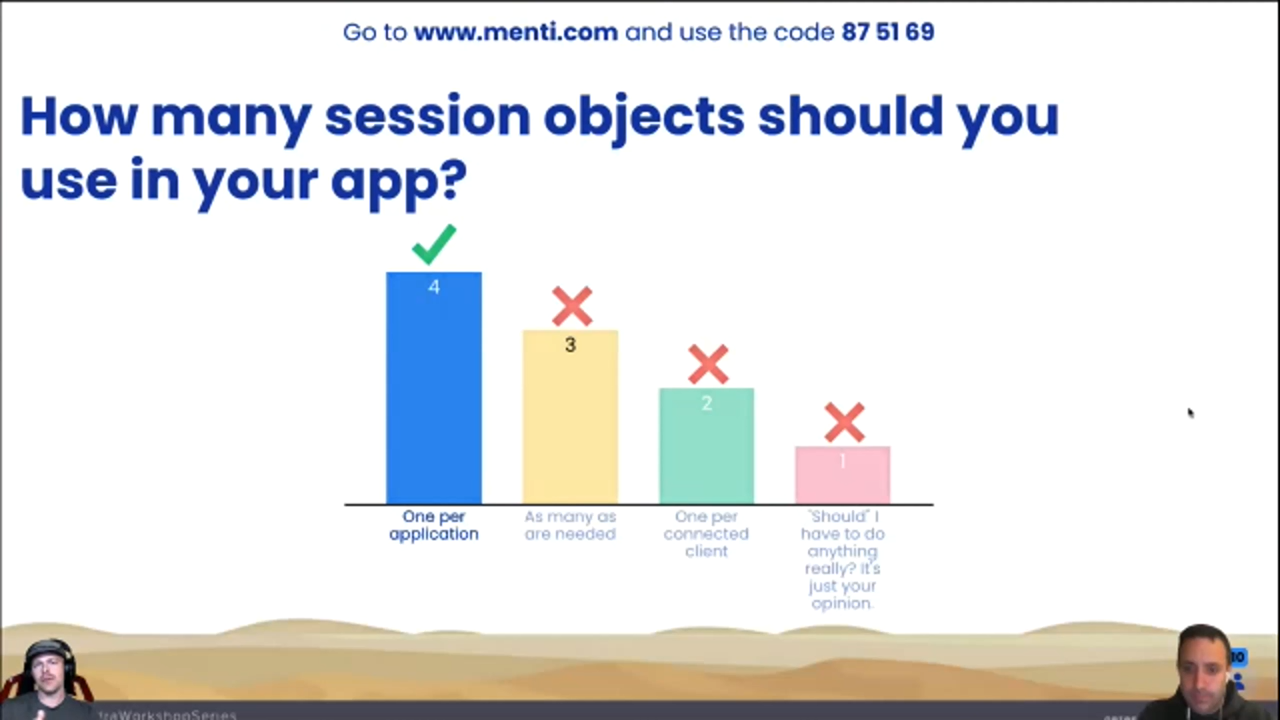 Go to www.menti.com and use the code 87 51 69
How many session objects should you
use in your app?
4
3
2
1
One per
application
As many as
are needed
One per
connected
client
"Should" I
have to do
anything
really? It's
just your
opinion.
10
draWorkshopSeries